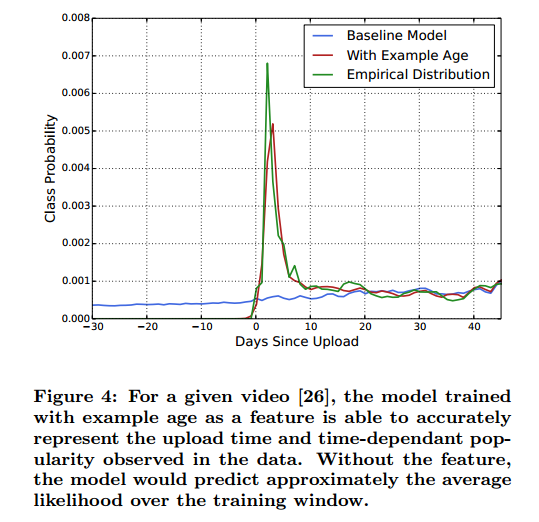 0.008
0.007
0.006
0.005
0.004
0.003
0.002
0.001
0.000
Class Probability
Baseline Model
With Example Age
Empirical Distribution
−30 −20 −10 0 10 20 30 40
Days Since Upload
Figure 4: For a given video [26], the model trained
with example age as a feature is able to accurately
represent the upload time and time-dependant pop-
ularity observed in the data. Without the feature,
the model would predict approximately the average
likelihood over the training window.